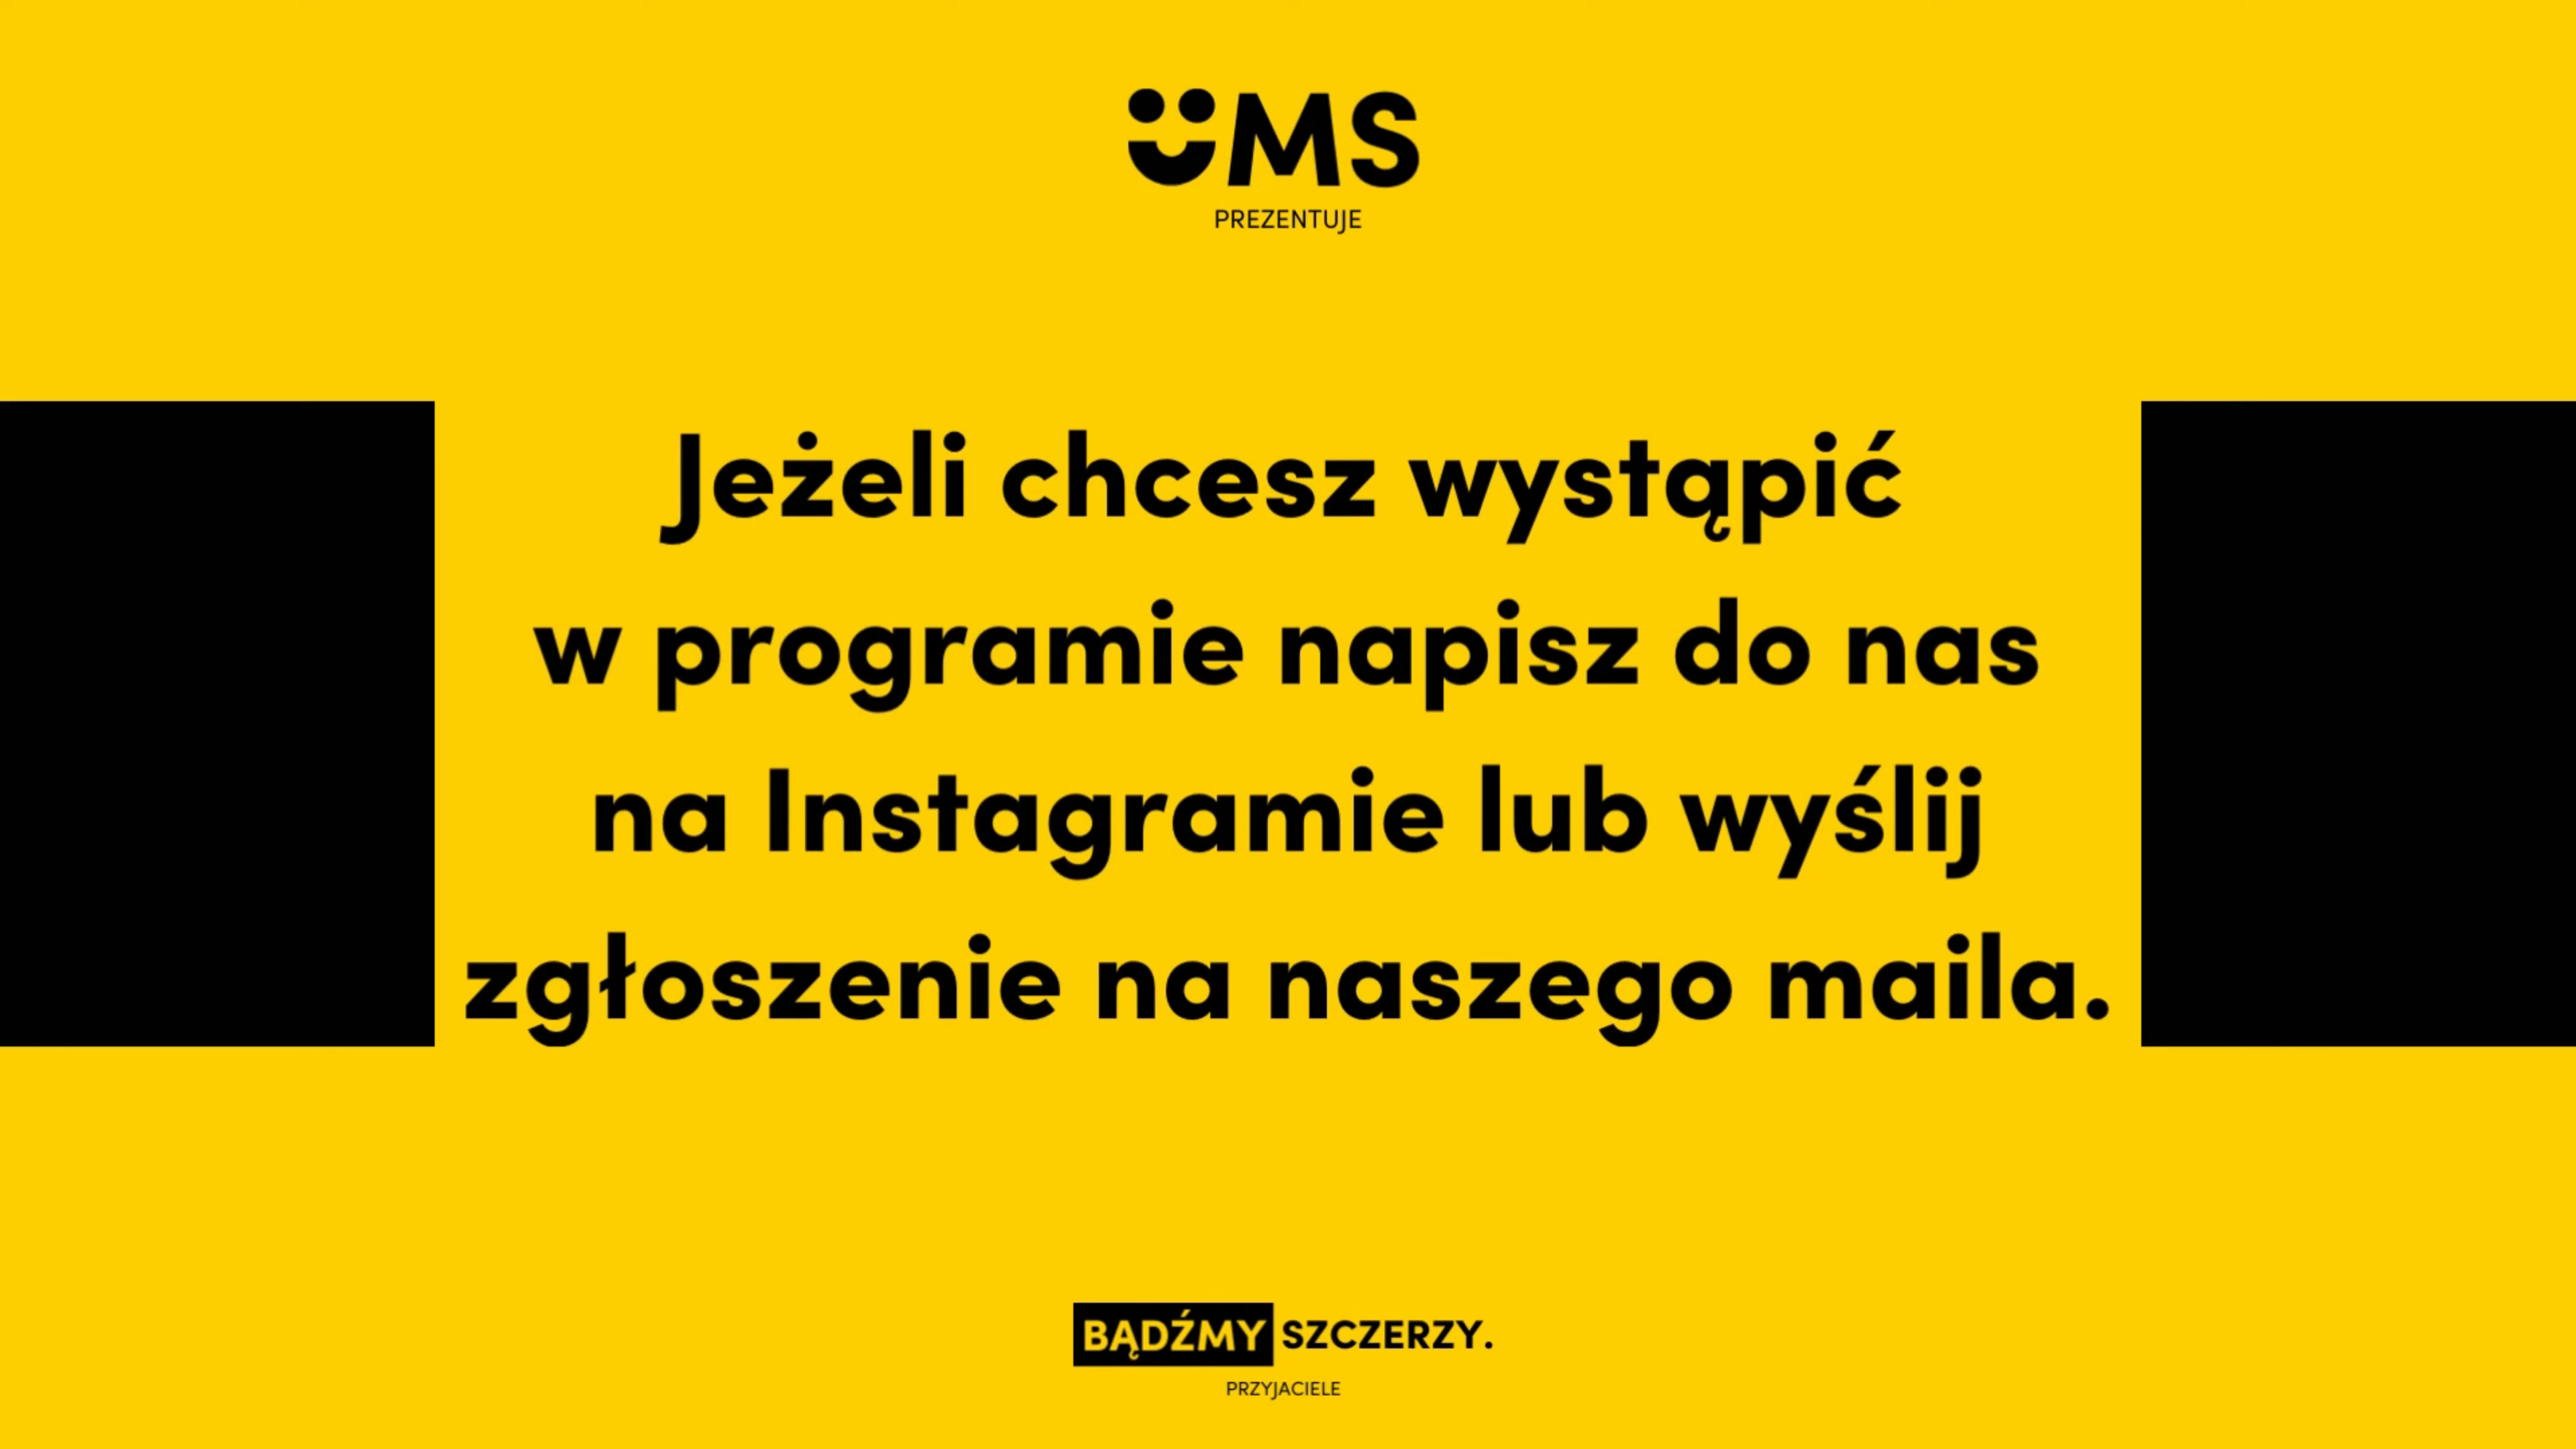 ÜMS
PREZENTUJE
Jeżeli chcesz wystąpić
w programie napisz do nas
na Instagramie lub wyślij
zgłoszenie na naszego maila.
BĄDŹMY SZCZERZY.
PRZYJACIELE